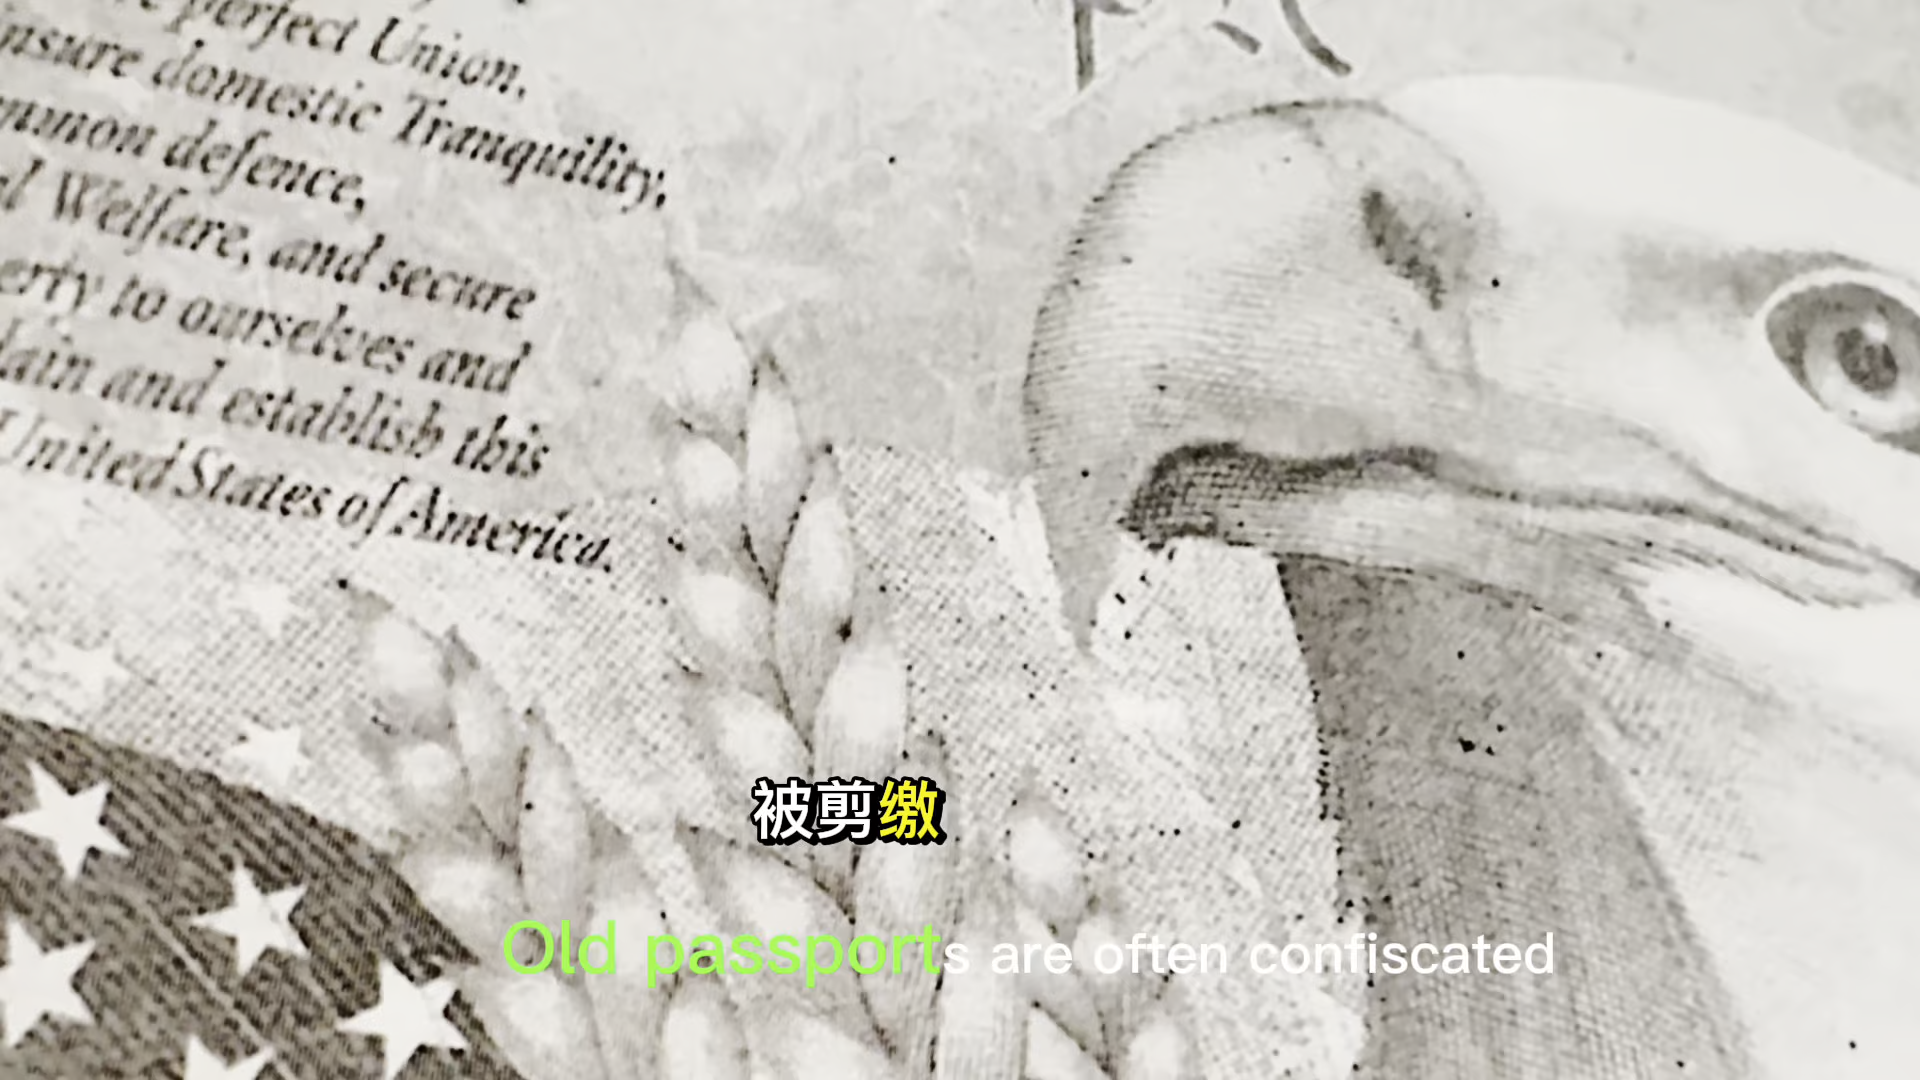 perfect Union,
nsure domestic Tranquility,
mmon defence,
Welfare, and secure
erty to ourselves and
dain and establish this
United States of America.
被剪缴
Old passports are often confiscated